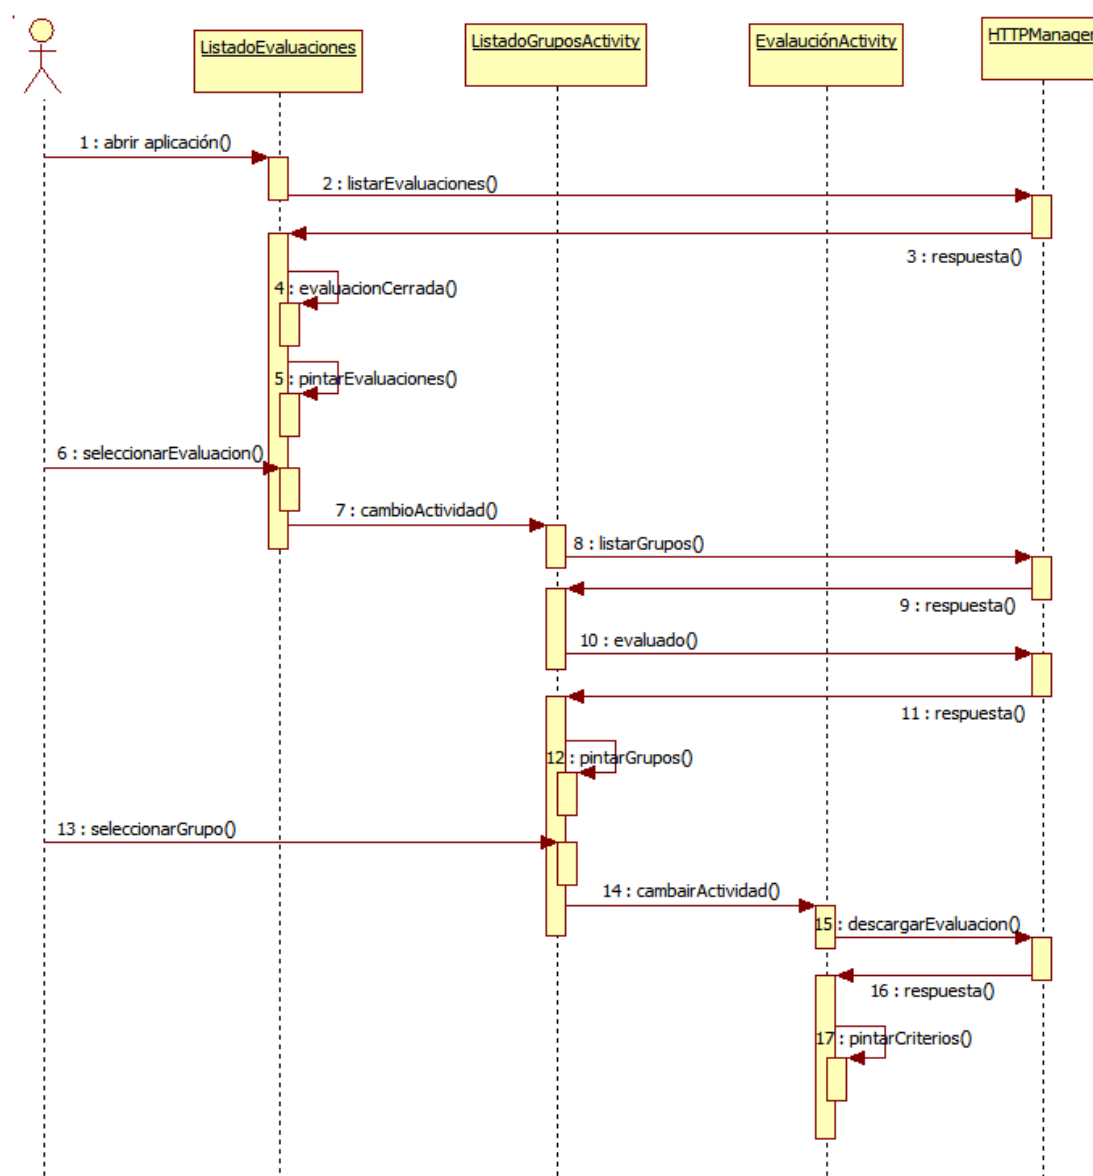 ListadoEvaluaciones
ListadoGruposActivity
EvalauciónActivity
HTTPManager
1 : abrir aplicación()
2 : listarEvaluaciones()
3 : respuesta()
4 : evaluacionCerrada()
5 : pintarEvaluaciones()
6 : seleccionarEvaluacion()
7 : cambioActividad()
8 : listarGrupos()
9 : respuesta()
10 : evaluado()
11 : respuesta()
12 : pintarGrupos()
13 : seleccionarGrupo()
14 : cambairActividad()
15 : descargarEvaluacion()
16 : respuesta()
17 : pintarCriterios()